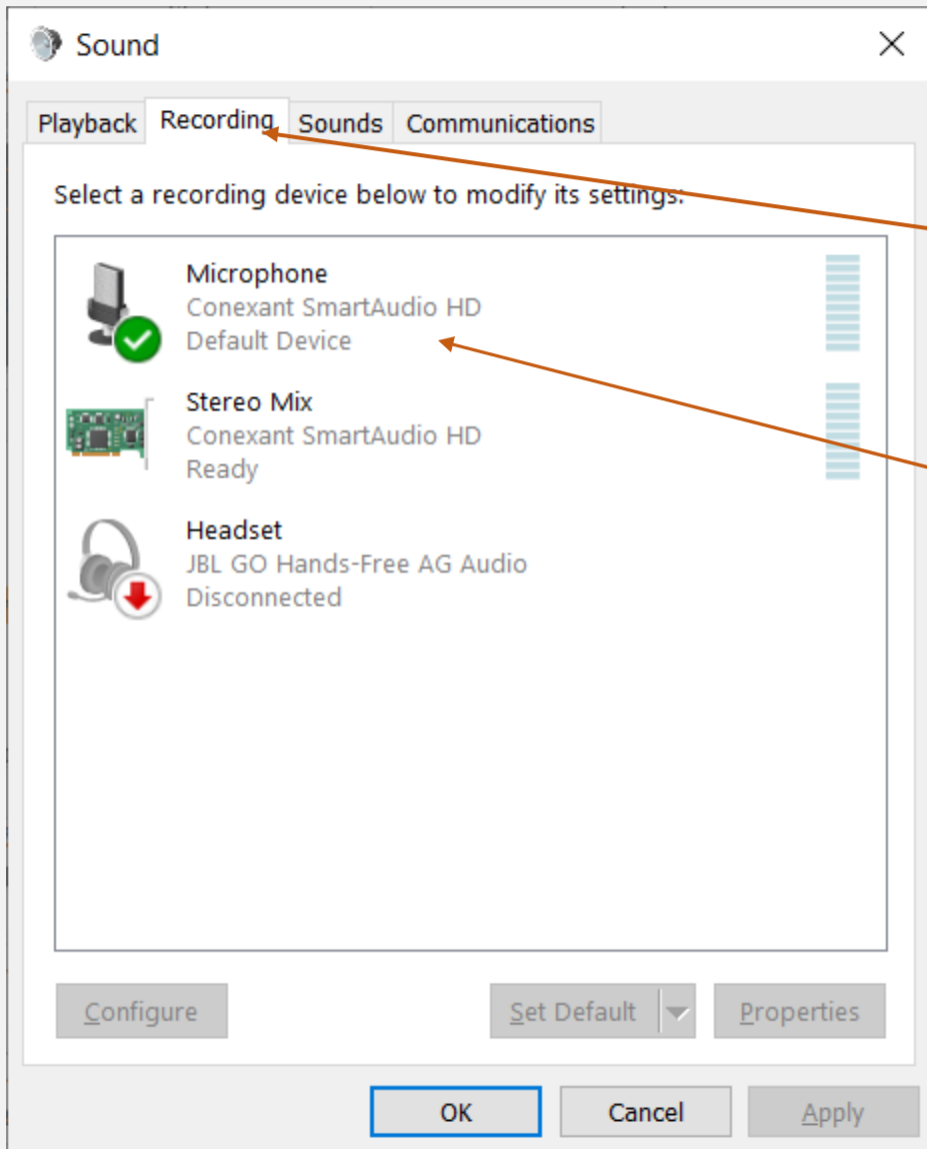 Sound
Playback Recording Sounds Communications
Select a recording device below to modify its settings:
Microphone
Conexant SmartAudio HD
Default Device
Stereo Mix
Conexant SmartAudio HD
Ready
Headset
JBL GO Hands-Free AG Audio
Disconnected
Configure Set Default Properties
OK Cancel Apply